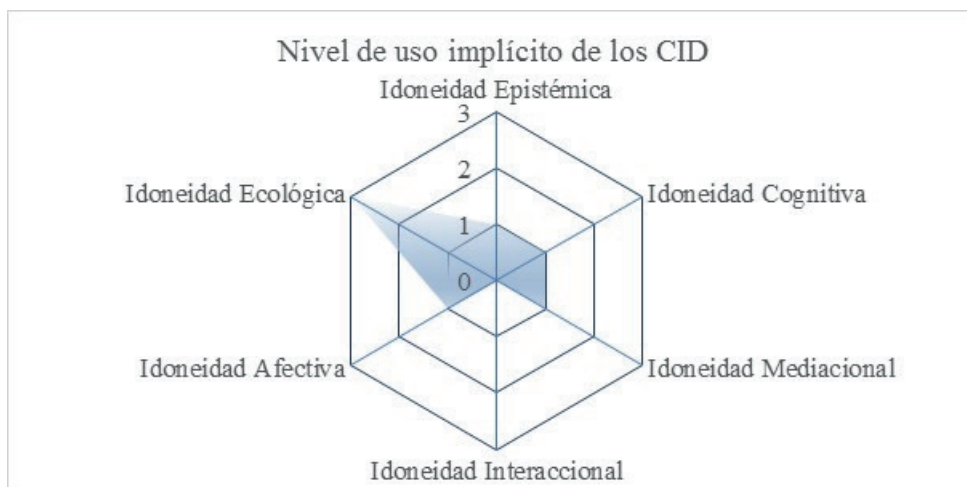 Nivel de uso implícito de los CID
Idoneidad Epistémica
3
Idoneidad Ecológica
2
Idoneidad Cognitiva
1
0
Idoneidad Afectiva
Idoneidad Mediacional
Idoneidad Interaccional